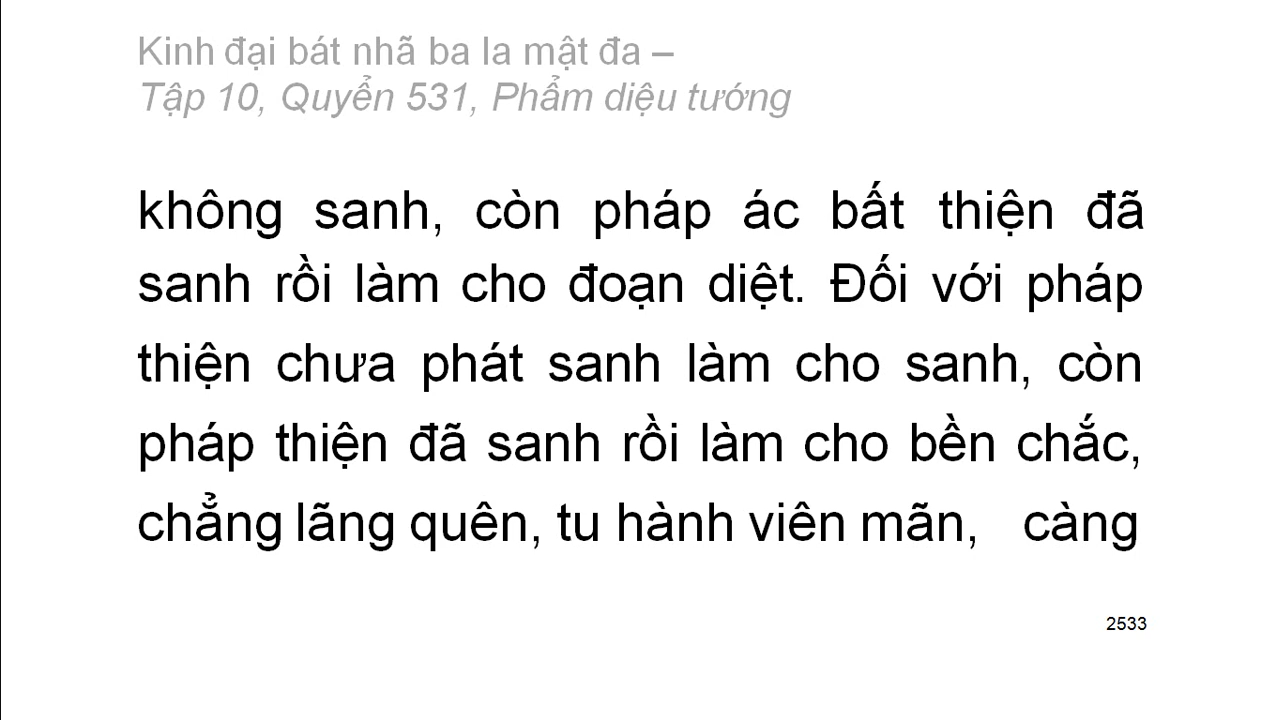 Kinh đại bát nhã ba la mật đa –
Tập 10, Quyển 531, Phẩm diệu tướng
không sanh, còn pháp ác bất thiện đã
sanh rồi làm cho đoạn diệt. Đối với pháp
thiện chưa phát sanh làm cho sanh, còn
pháp thiện đã sanh rồi làm cho bền chắc,
chẳng lãng quên, tu hành viên mãn, càng
2533